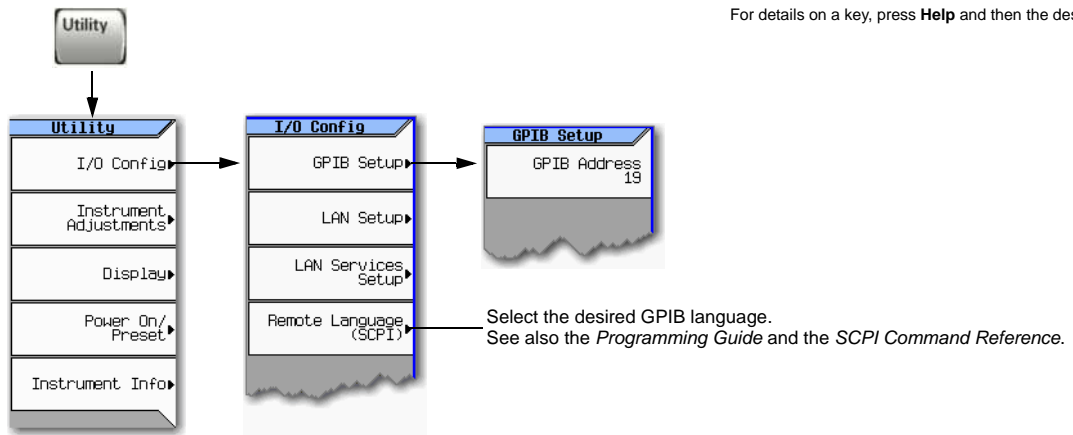 For details on a key, press Help and then the
Utility
Utility
I/O Config
Instrument
Adjustments
Display
Power On/
Preset
Instrument Info
I/O Config
GPIB Setup
LAN Setup
LAN Services
Setup
Remote Language
(SCPI)
GPIB Setup
GPIB Address
19
Select the desired GPIB language.
See also the Programming Guide and the SCPI Command Reference.